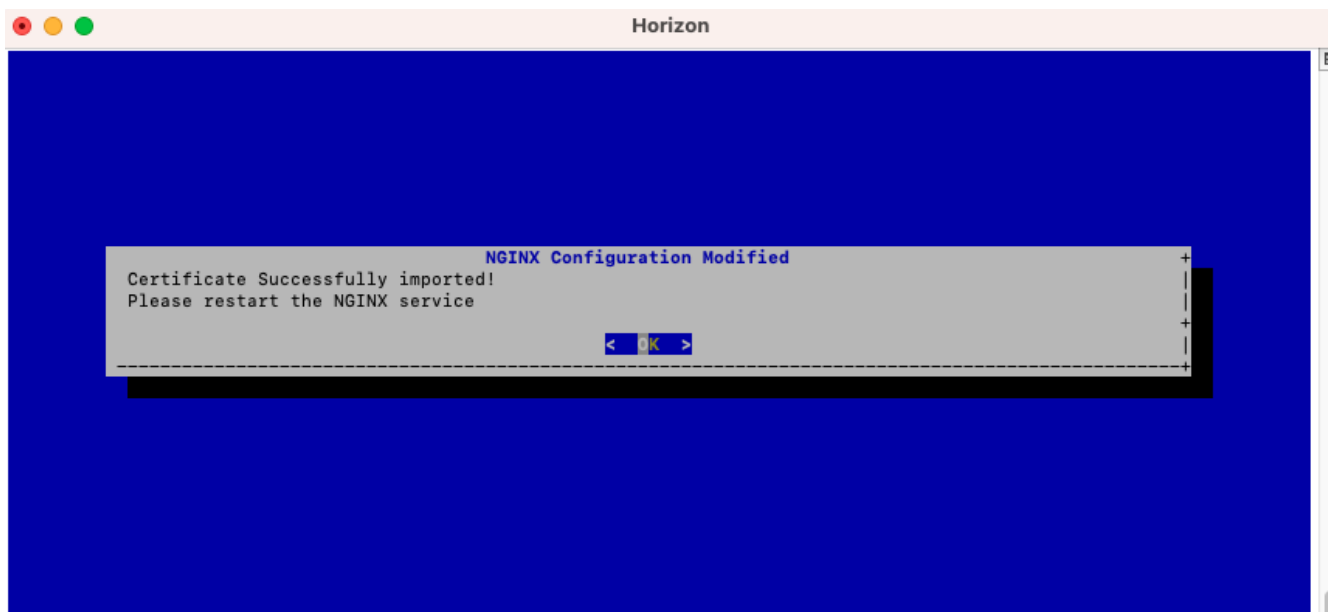 Horizon
NGINX Configuration Modified
Certificate Successfully imported!
Please restart the NGINX service
< OK >